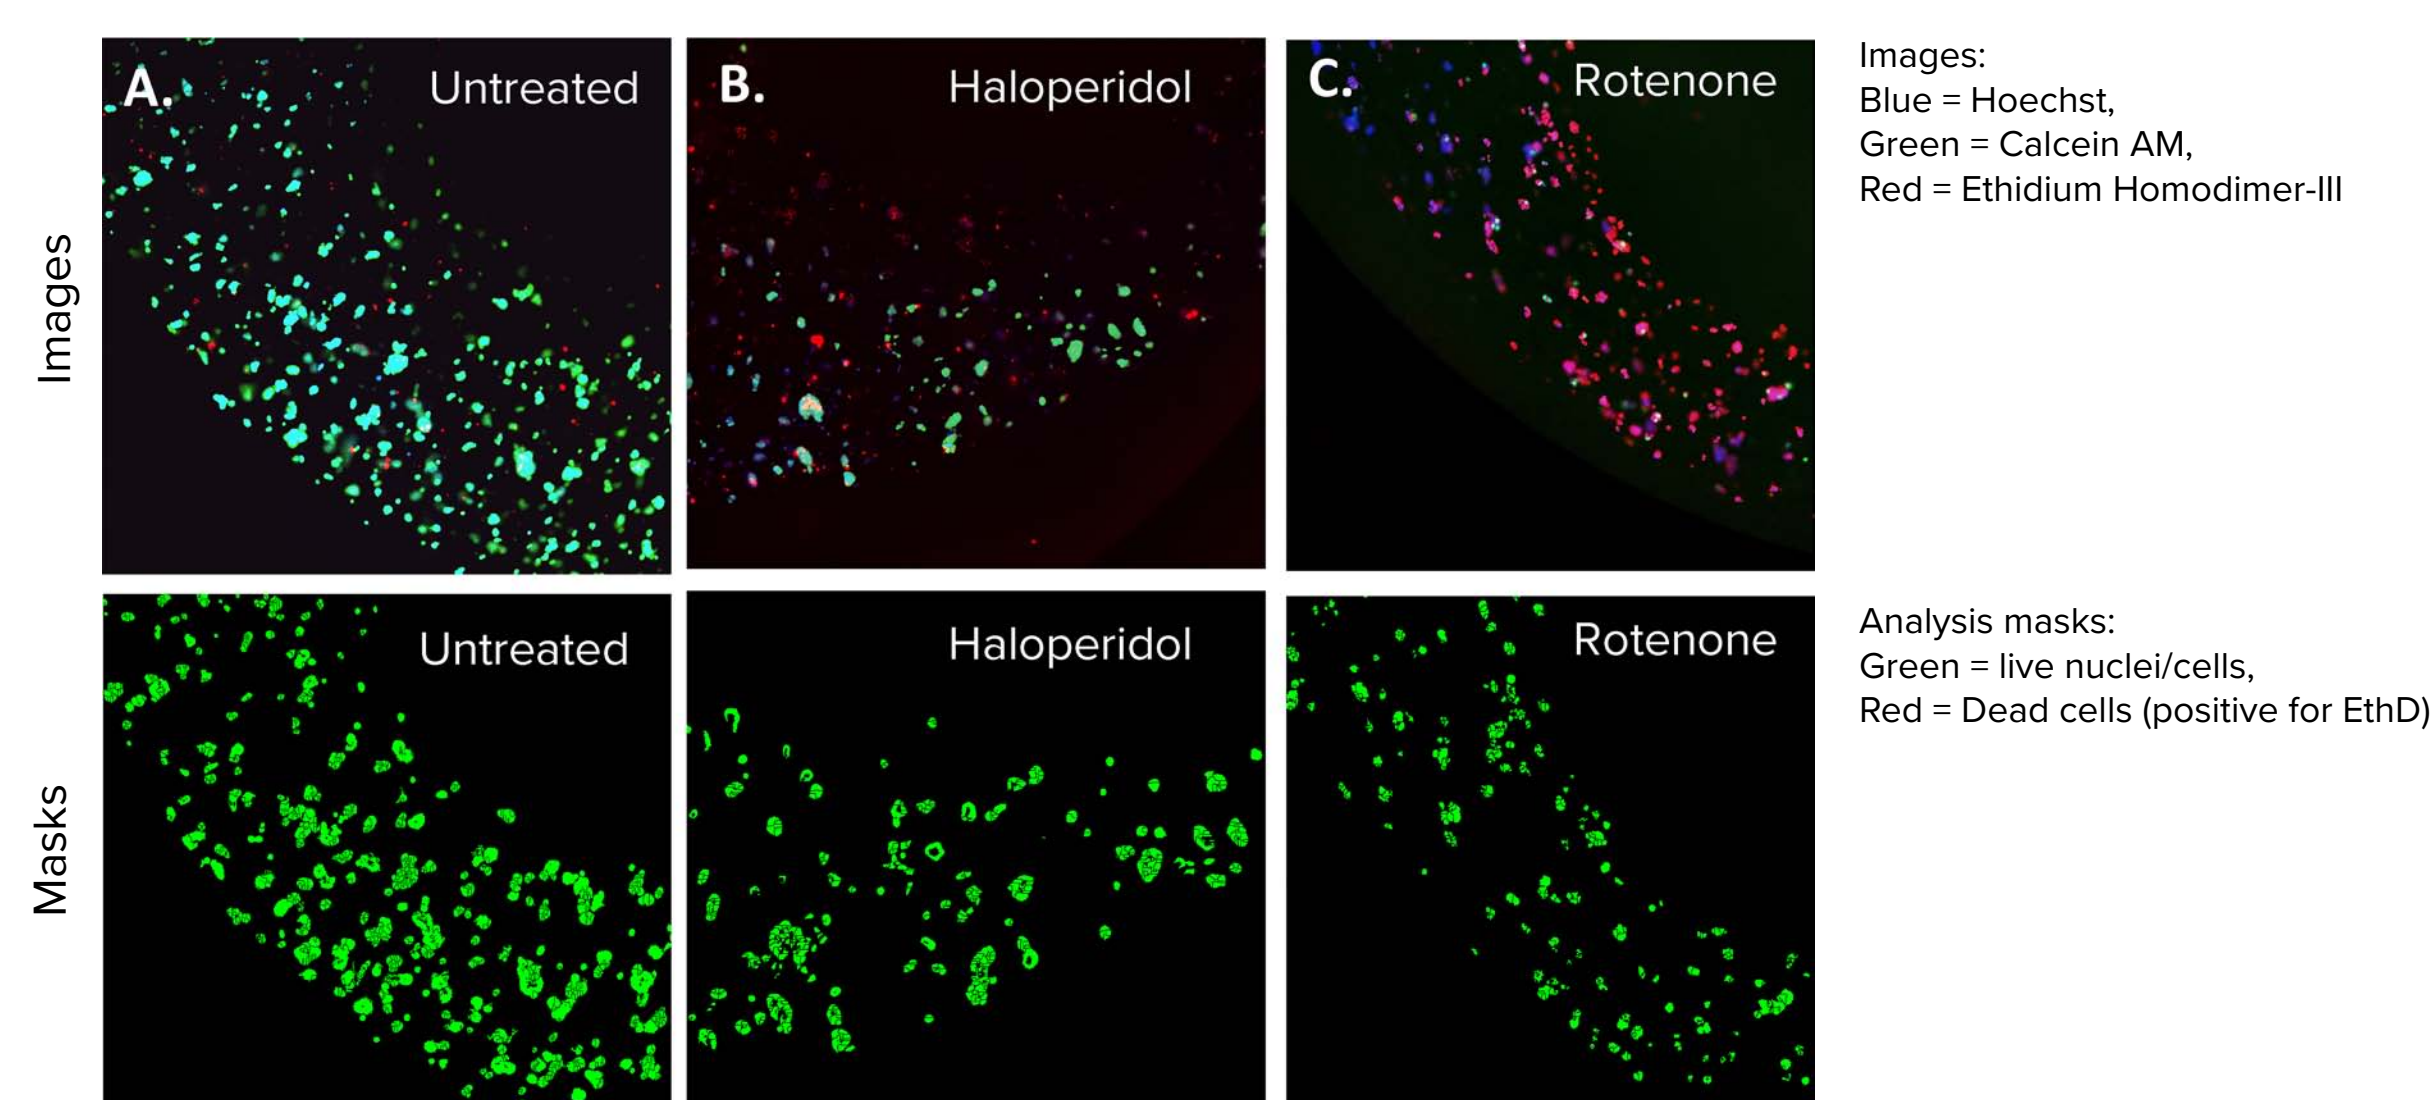 Images
A.
Untreated
B.
Haloperidol
C.
Rotenone
Images:
Blue = Hoechst,
Green = Calcein AM,
Red = Ethidium Homodimer-III
Masks
Untreated
Haloperidol
Rotenone
Analysis masks:
Green = live nuclei/cells,
Red = Dead cells (positive for EthD)